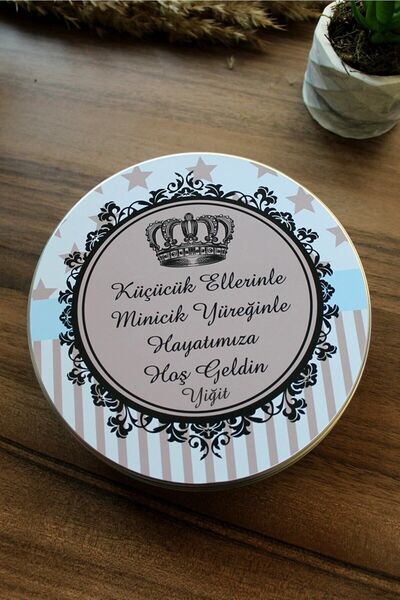 Küçücük Ellerinle
Minicik Yüreğinle
Hayatımıza
Hoş Geldin
Yiğit